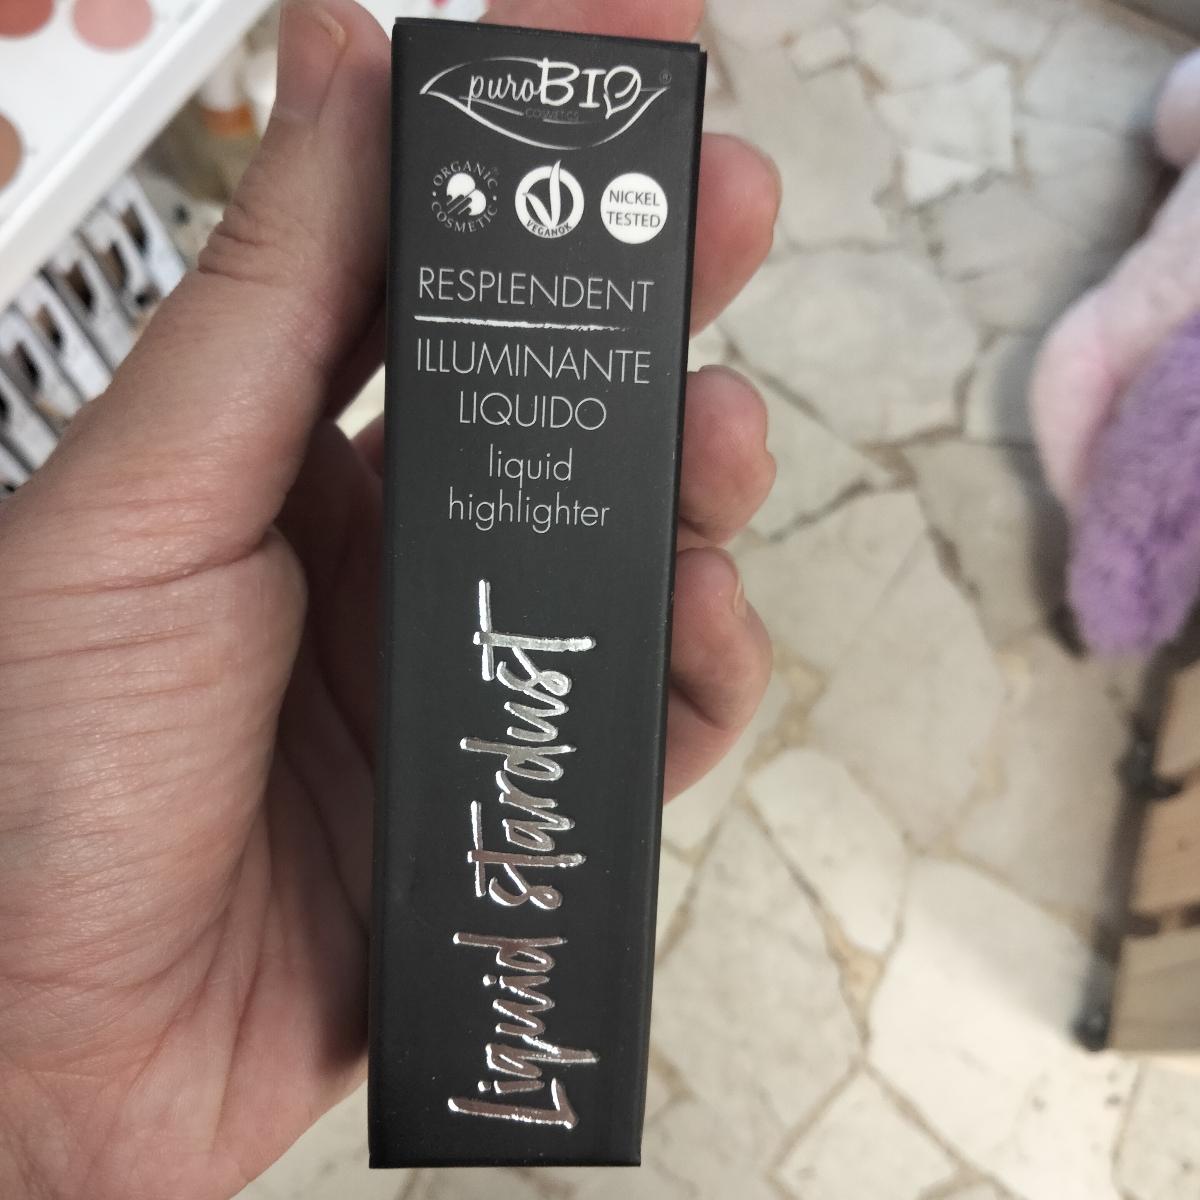 puroBIO®
COSMETICS
ORGANIC COSMETIC
VEGANOK
NICKEL
TESTED
RESPLENDENT
ILLUMINANTE
LIQUIDO
liquid
highlighter
Liquid stardust